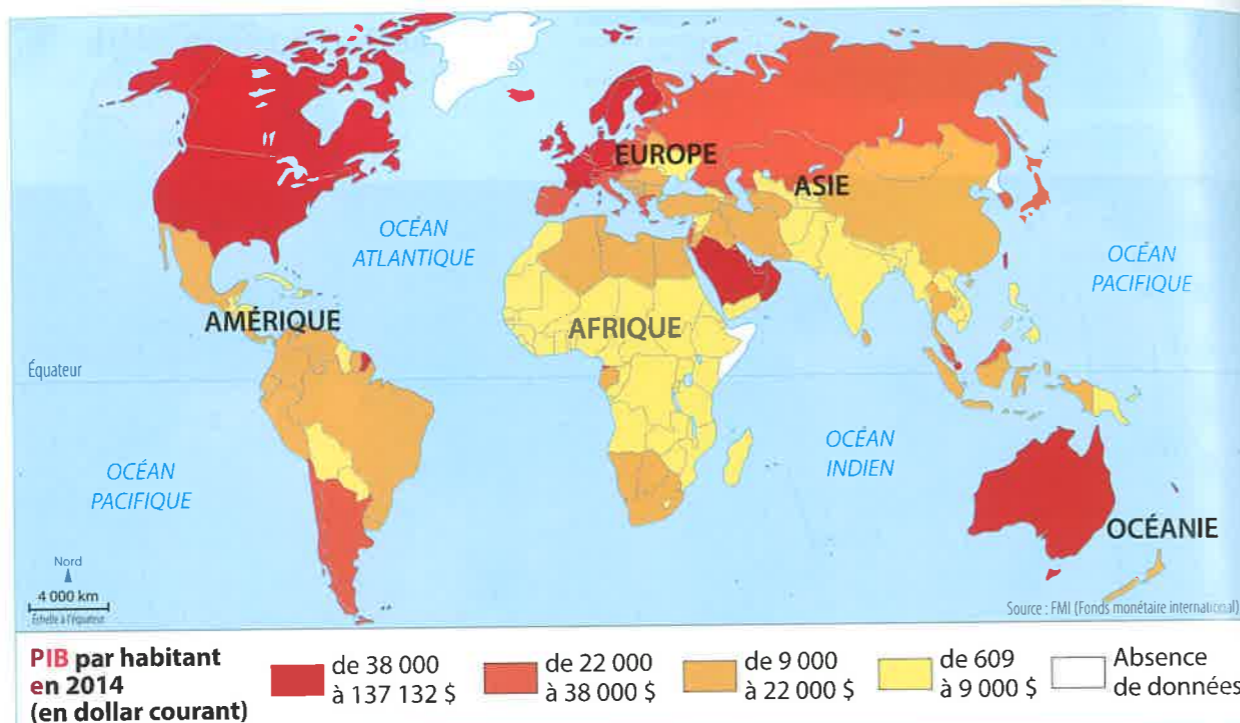 EUROPE
ASIE
OCÉAN
ATLANTIQUE
OCÉAN
PACIFIQUE
AMÉRIQUE
AFRIQUE
Équateur
OCÉAN
PACIFIQUE
OCÉAN
INDIEN
OCÉANIE
Nord
4 000 km
Échelle à l'équateur
Source : FMI (Fonds monétaire international)
PIB par habitant
en 2014
(en dollar courant)
de 38 000
à 137 132 $
de 22 000
à 38 000 $
de 9 000
à 22 000 $
de 609
à 9 000 $
Absence
de données